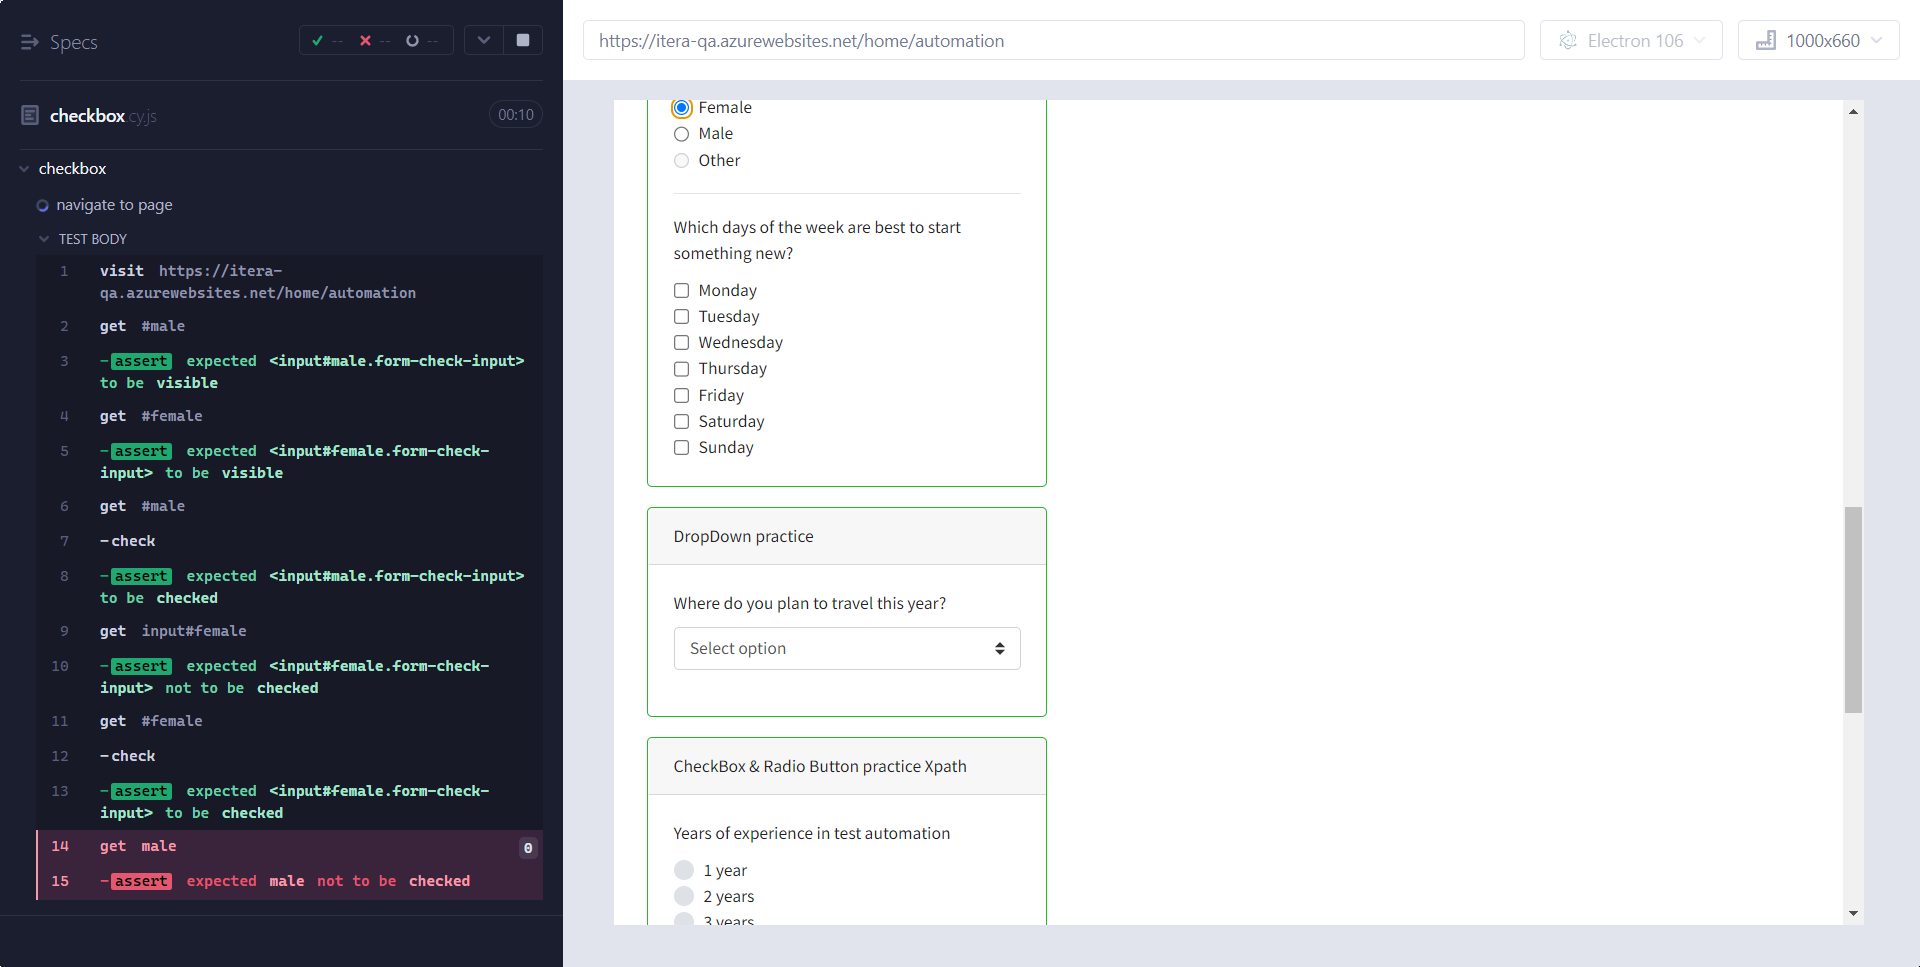 Specs
-- -- --
checkbox.cy.js
00:10
checkbox
navigate to page
TEST BODY
1 visit https://itera-
qa.azurewebsites.net/home/automation
2 get #male
3 -assert expected <input#male.form-check-input>
to be visible
4 get #female
5 -assert expected <input#female.form-check-
input> to be visible
6 get #male
7 -check
8 -assert expected <input#male.form-check-input>
to be checked
9 get input#female
10 -assert expected <input#female.form-check-
input> not to be checked
11 get #female
12 -check
13 -assert expected <input#female.form-check-
input> to be checked
14 get male 0
15 -assert expected male not to be checked
https://itera-qa.azurewebsites.net/home/automation
Electron 106
1000x660
Female
Male
Other
Which days of the week are best to start
something new?
Monday
Tuesday
Wednesday
Thursday
Friday
Saturday
Sunday
DropDown practice
Where do you plan to travel this year?
Select option
CheckBox & Radio Button practice Xpath
Years of experience in test automation
1 year
2 years
3 years